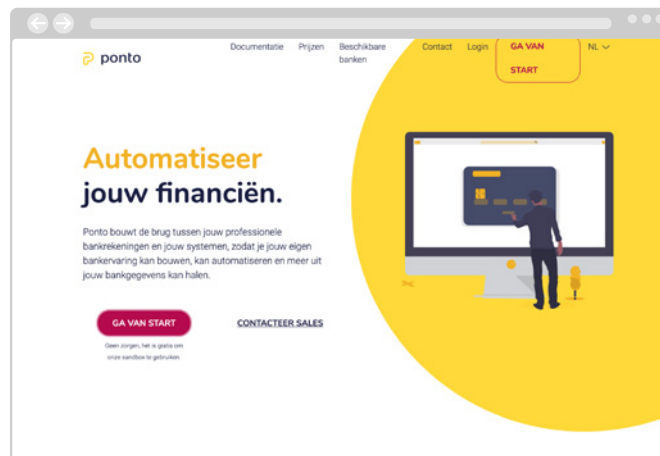 ponto
Documentatie Prijzen Beschikbare banken Contact Login GA VAN START NL
Automatiseer
jouw financiën.
Ponto bouwt de brug tussen jouw professionele
bankrekeningen en jouw systemen, zodat je jouw eigen
bankervaring kan bouwen, kan automatiseren en meer uit
jouw bankgegevens kan halen.
GA VAN START CONTACTEER SALES
Geen zorgen, het is gratis om
onze sandbox te gebruiken.